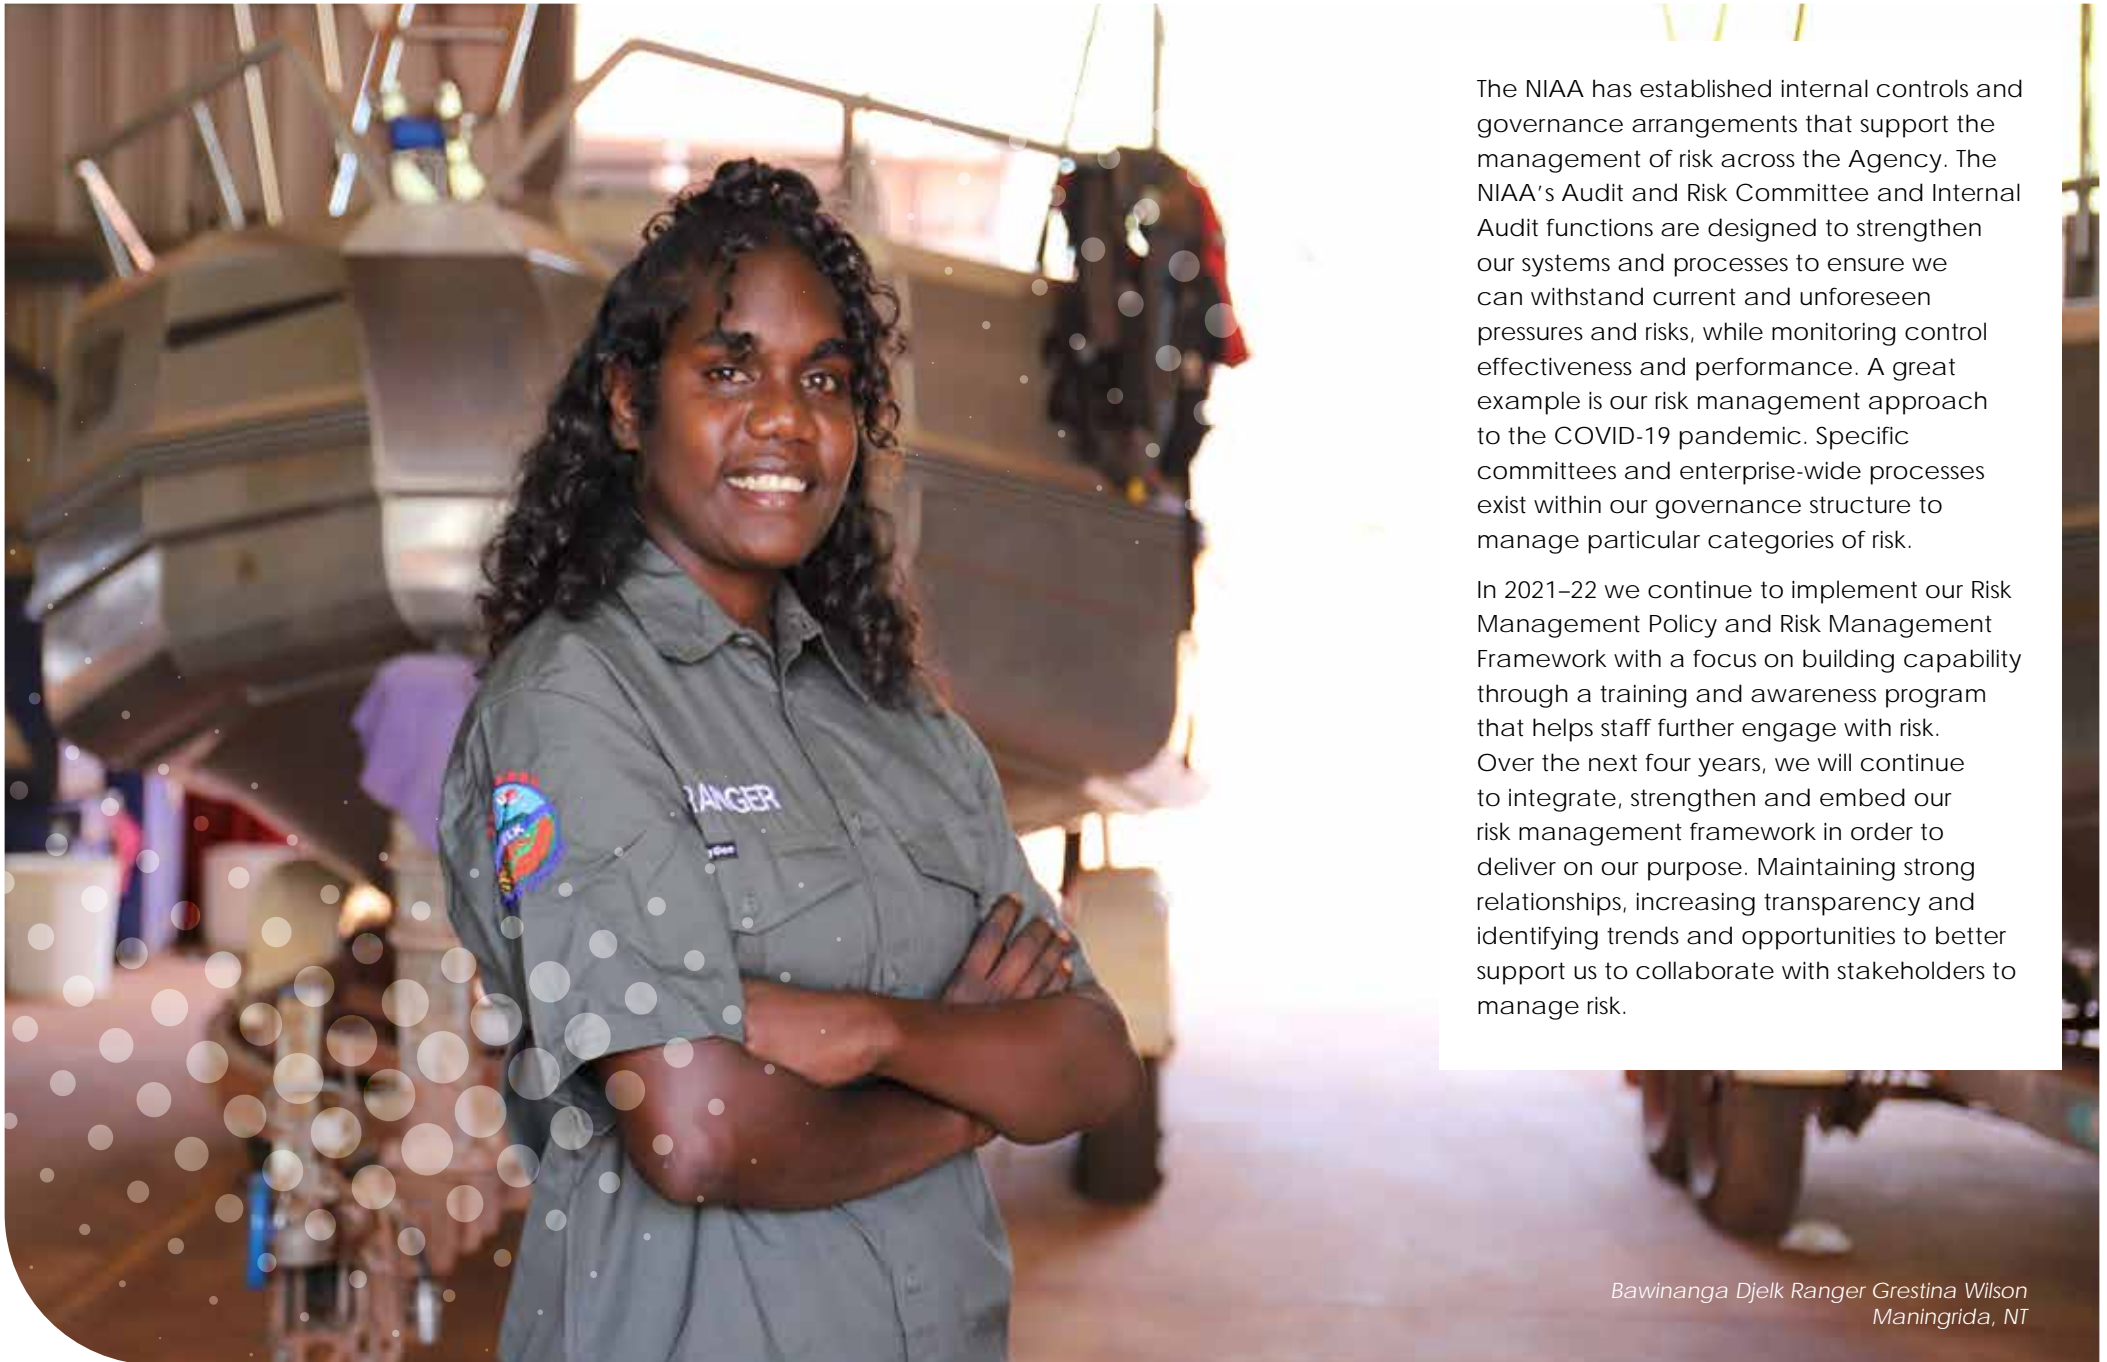 The NIAA has established internal controls and
governance arrangements that support the
management of risk across the Agency. The
NIAA's Audit and Risk Committee and Internal
Audit functions are designed to strengthen
our systems and processes to ensure we
can withstand current and unforeseen
pressures and risks, while monitoring control
effectiveness and performance. A great
example is our risk management approach
to the COVID-19 pandemic. Specific
committees and enterprise-wide processes
exist within our governance structure to
manage particular categories of risk.
In 2021–22 we continue to implement our Risk
Management Policy and Risk Management
Framework with a focus on building capability
through a training and awareness program
that helps staff further engage with risk.
Over the next four years, we will continue
to integrate, strengthen and embed our
risk management framework in order to
deliver on our purpose. Maintaining strong
relationships, increasing transparency and
identifying trends and opportunities to better
support us to collaborate with stakeholders to
manage risk.
RANGER
Bawinanga Djelk Ranger Grestina Wilson
Maningrida, NT